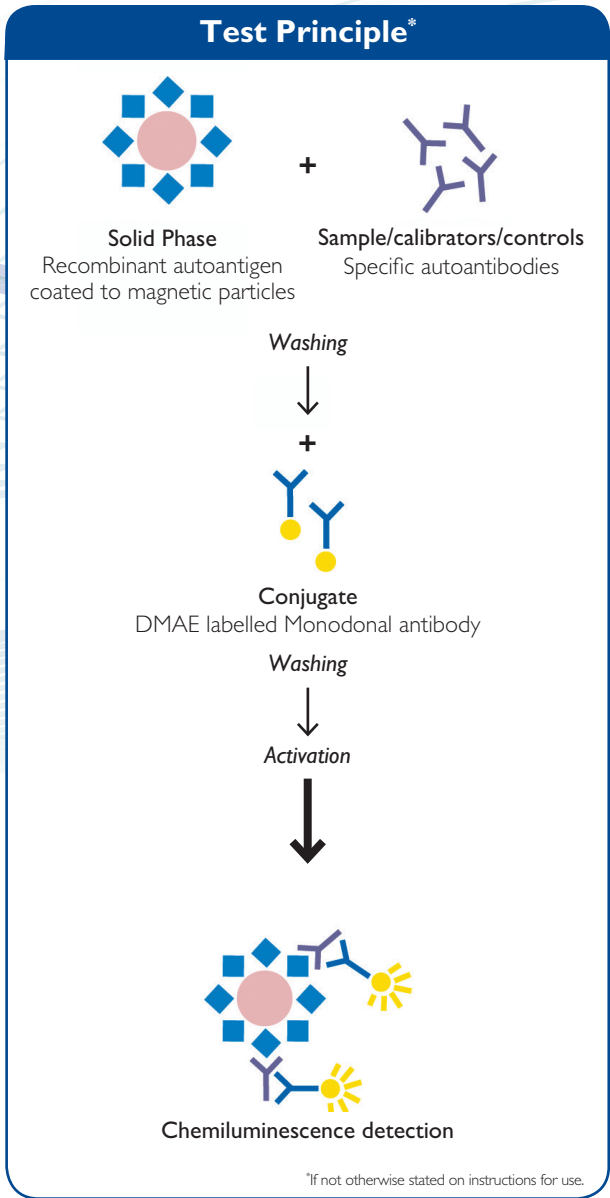 Test Principle*
+
Solid Phase
Recombinant autoantigen
coated to magnetic particles
Sample/calibrators/controls
Specific autoantibodies
Washing
+
Conjugate
DMAE labelled Monodonal antibody
Washing
Activation
Chemiluminescence detection
*If not otherwise stated on instructions for use.